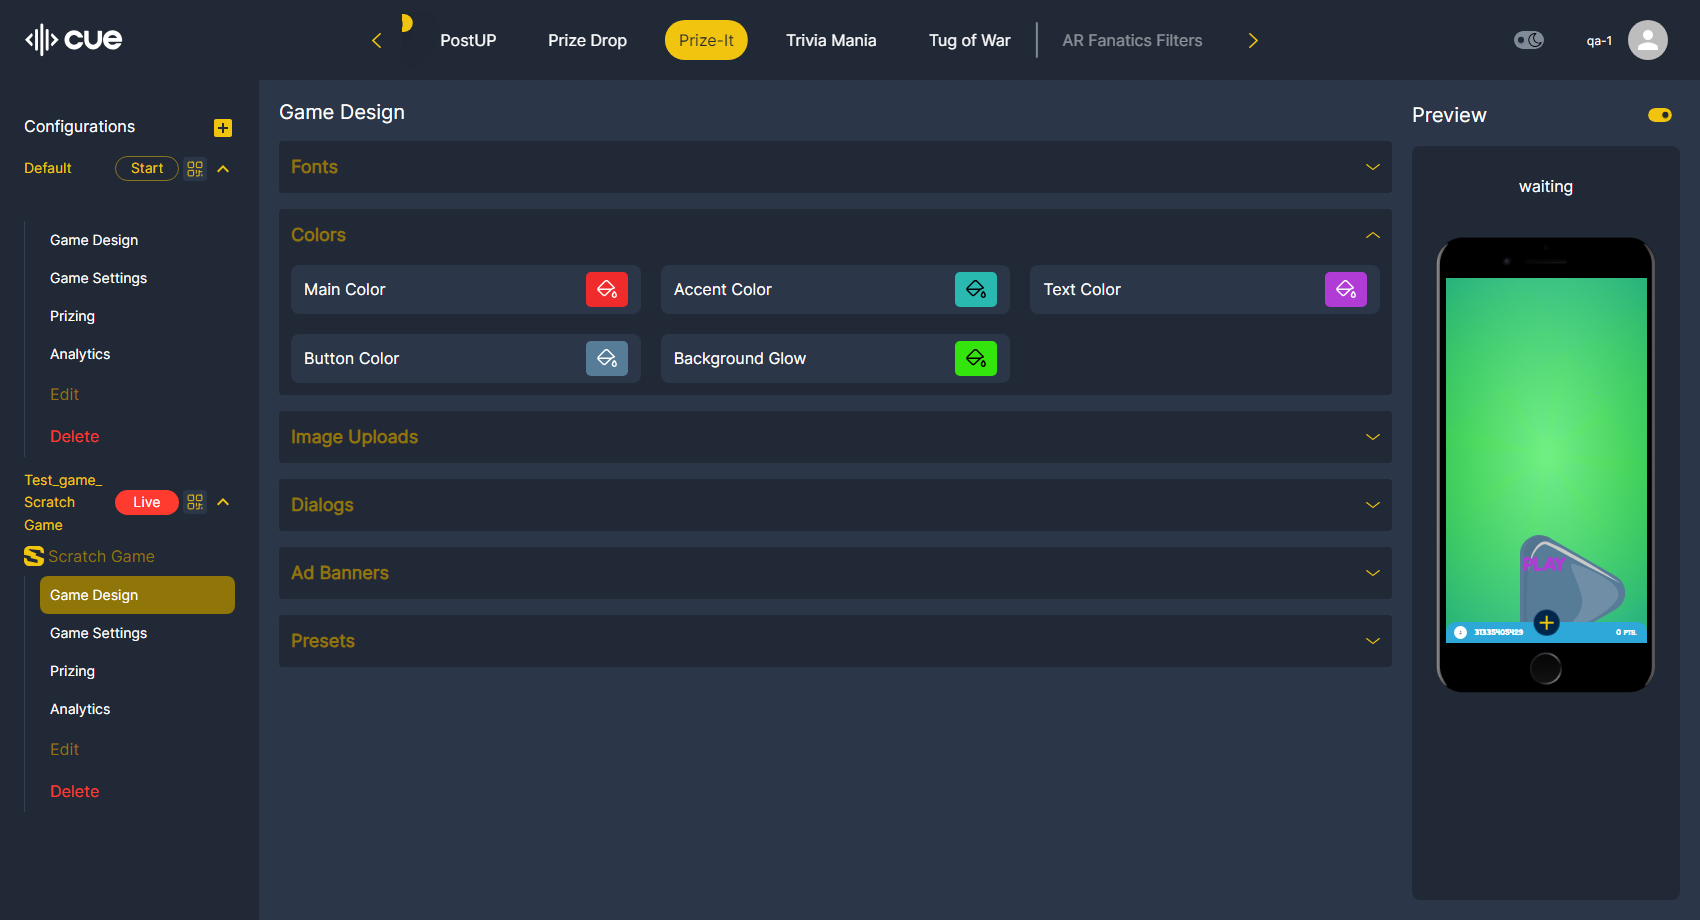 cue
PostUP
Prize Drop
Prize-It
Trivia Mania
Tug of War
AR Fanatics Filters
qa-1
Configurations
Default
Start
Game Design
Game Settings
Prizing
Analytics
Edit
Delete
Test_game_
Scratch
Game
Live
Scratch Game
Game Design
Game Settings
Prizing
Analytics
Edit
Delete
Game Design
Fonts
Colors
Main Color
Accent Color
Text Color
Button Color
Background Glow
Image Uploads
Dialogs
Ad Banners
Presets
Preview
waiting
PLAY
31335405429
0 PTS.